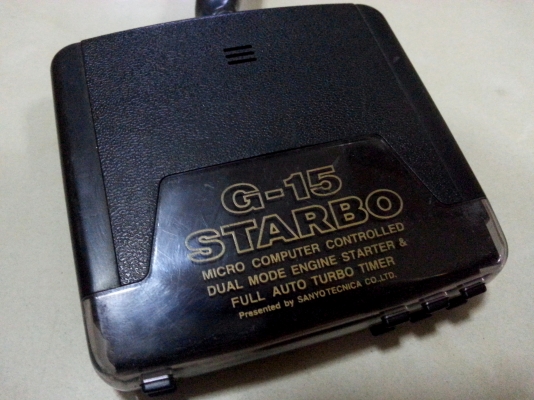 G-15
STARBO
MICRO COMPUTER CONTROLLED
DUAL MODE ENGINE STARTER &
FULL AUTO TURBO TIMER
Presented by SANYOTECNICA CO.,LTD.